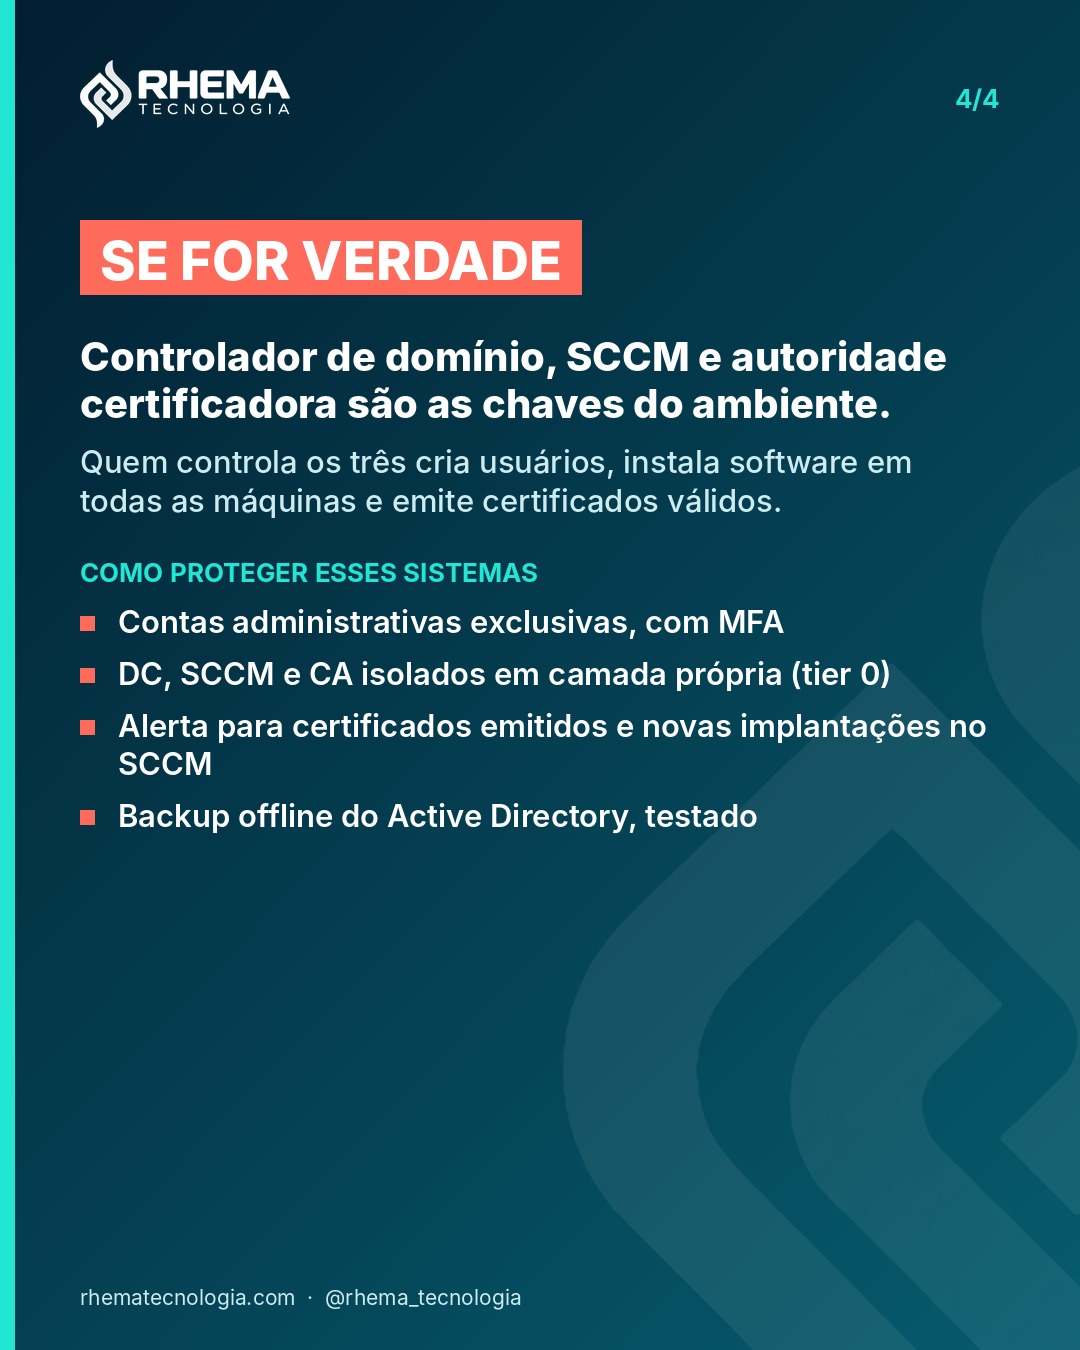 RHEMA
TECNOLOGIA
4/4
SE FOR VERDADE
Controlador de domínio, SCCM e autoridade
certificadora são as chaves do ambiente.
Quem controla os três cria usuários, instala software em
todas as máquinas e emite certificados válidos.
COMO PROTEGER ESSES SISTEMAS
Contas administrativas exclusivas, com MFA
DC, SCCM e CA isolados em camada própria (tier 0)
Alerta para certificados emitidos e novas implantações no
SCCM
Backup offline do Active Directory, testado
rhematecnologia.com · @rhema_tecnologia